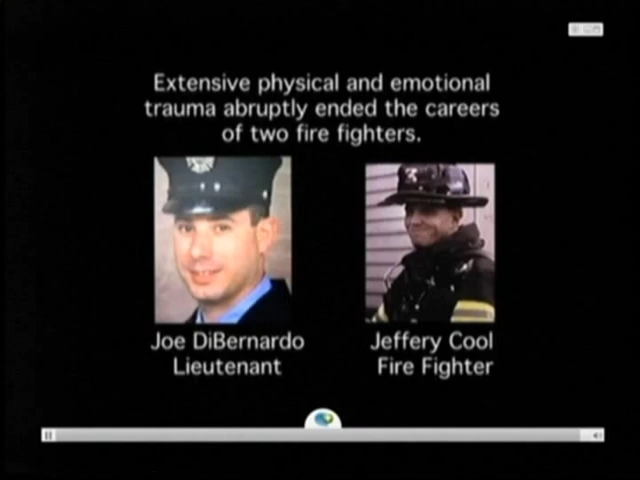 Extensive physical and emotional
trauma abruptly ended the careers
of two fire fighters.
Joe DiBernardo
Lieutenant
Jeffery Cool
Fire Fighter